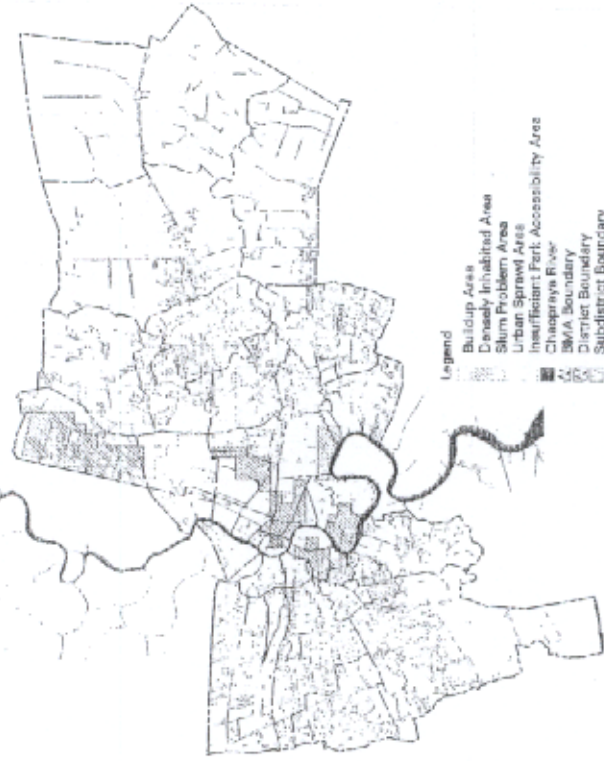 Legend
Buildup Area
Densely Inhabited Area
Slum Problem Area
Urban Sprawl Area
Insufficient Park Accessibility Area
Chaopraya River
BMA Boundary
District Boundary
Subdistrict Boundary